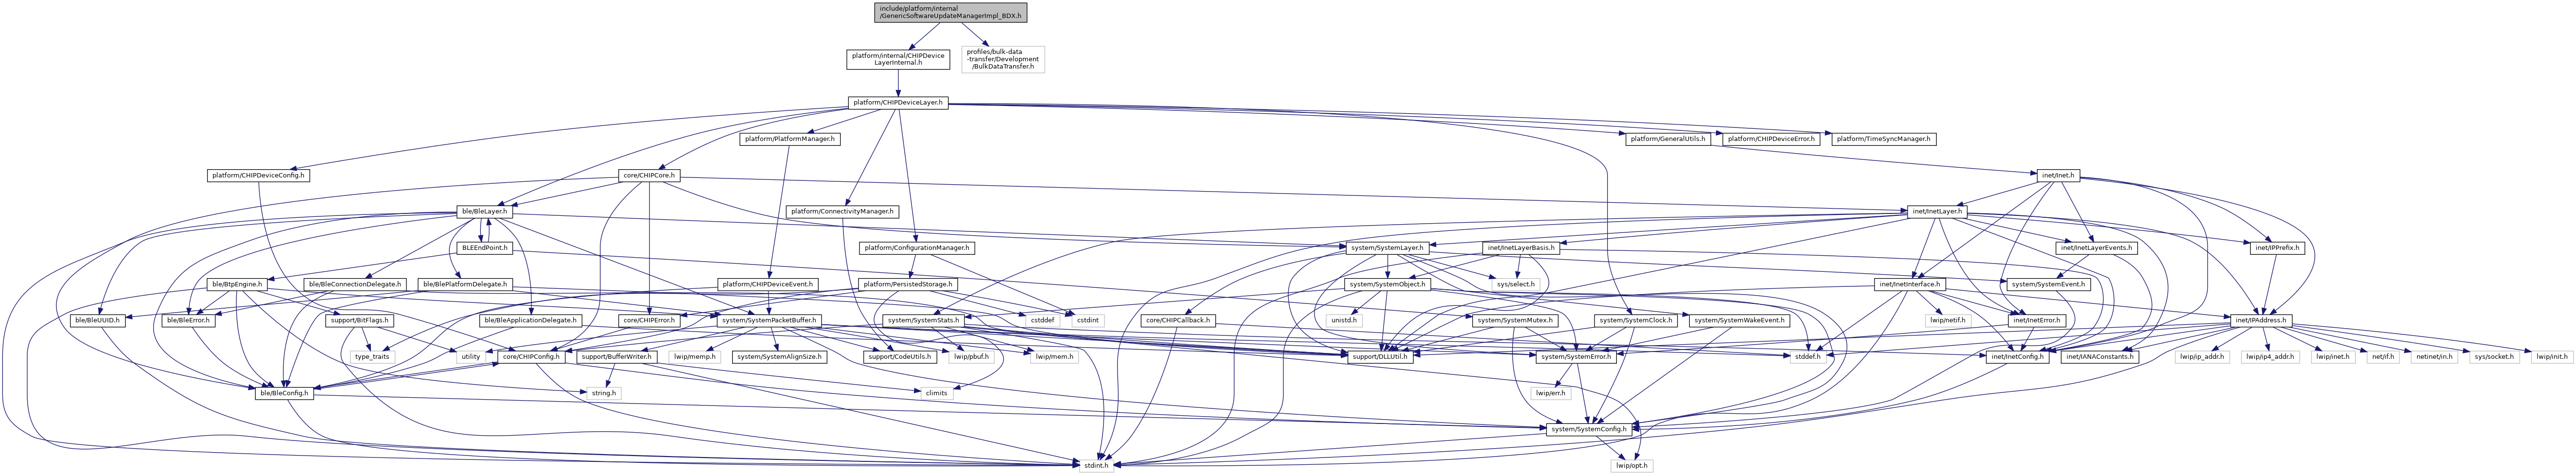 include/platform/internal
/GenericSoftwareUpdateManagerImpl_BDX.h
platform/internal/CHIPDevice
LayerInternal.h
profiles/bulk-data
-transfer/Development
/BulkDataTransfer.h
platform/CHIPDeviceLayer.h
platform/PlatformManager.h
platform/GeneralUtils.h
platform/CHIPDeviceError.h
platform/TimeSyncManager.h
platform/CHIPDeviceConfig.h
core/CHIPCore.h
inet/Inet.h
ble/BleLayer.h
platform/ConnectivityManager.h
inet/InetLayer.h
BLEEndPoint.h
platform/ConfigurationManager.h
system/SystemLayer.h
inet/InetLayerBasis.h
inet/InetLayerEvents.h
inet/IPPrefix.h
ble/BtpEngine.h
ble/BleConnectionDelegate.h
ble/BlePlatformDelegate.h
platform/CHIPDeviceEvent.h
platform/PersistedStorage.h
system/SystemObject.h
sys/select.h
inet/InetInterface.h
system/SystemEvent.h
ble/BleUUID.h
ble/BleError.h
support/BitFlags.h
ble/BleApplicationDelegate.h
core/CHIPError.h
system/SystemPacketBuffer.h
system/SystemStats.h
cstddef
cstdint
core/CHIPCallback.h
unistd.h
system/SystemMutex.h
system/SystemClock.h
system/SystemWakeEvent.h
lwip/netif.h
inet/InetError.h
inet/IPAddress.h
type_traits
utility
core/CHIPConfig.h
support/BufferWriter.h
lwip/memp.h
system/SystemAlignSize.h
support/CodeUtils.h
lwip/pbuf.h
lwip/mem.h
support/DLLUtil.h
system/SystemError.h
stddef.h
inet/InetConfig.h
inet/IANAConstants.h
lwip/ip_addr.h
lwip/ip4_addr.h
lwip/inet.h
net/if.h
netinet/in.h
sys/socket.h
lwip/init.h
ble/BleConfig.h
string.h
climits
lwip/err.h
system/SystemConfig.h
stdint.h
lwip/opt.h